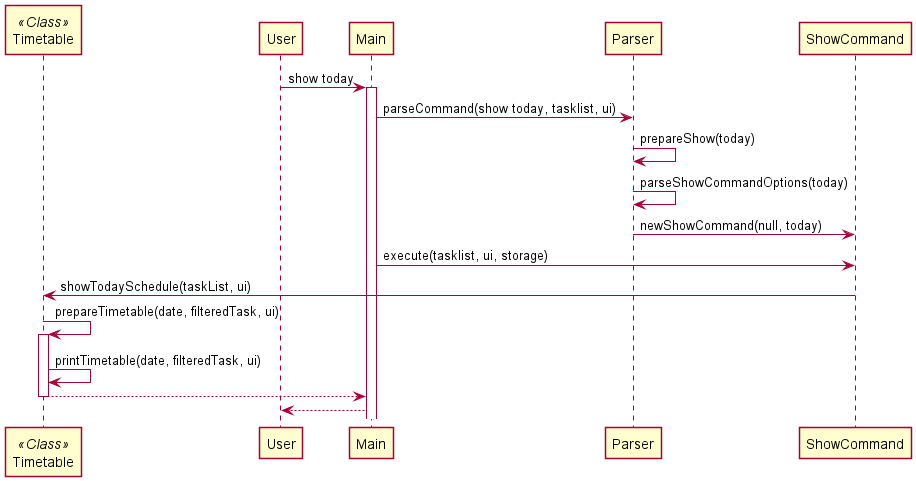 «Class»
Timetable
User
Main
Parser
ShowCommand
show today
parseCommand(show today, tasklist, ui)
prepareShow(today)
parseShowCommandOptions(today)
newShowCommand(null, today)
execute(tasklist, ui, storage)
showTodaySchedule(taskList, ui)
prepareTimetable(date, filteredTask, ui)
printTimetable(date, filteredTask, ui)
«Class»
Timetable
User
Main
Parser
ShowCommand